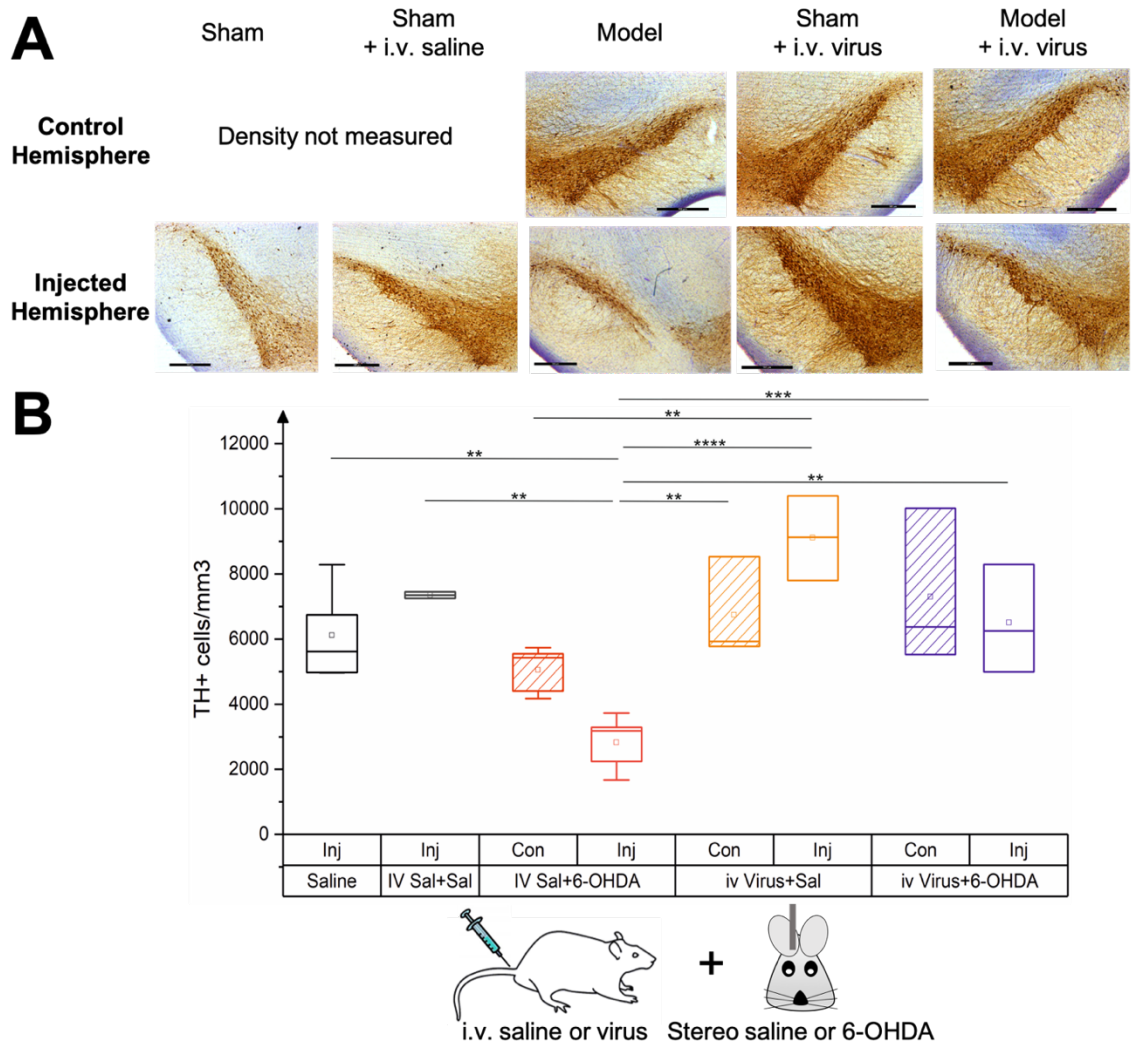 A
Sham
Sham
+ i.v. saline
Model
Sham
+ i.v. virus
Model
+ i.v. virus
Control
Hemisphere
Density not measured
Injected
Hemisphere
B
***
**
****
**
**
**
**
TH+ cells/mm3
12000
10000
8000
6000
4000
2000
0
Inj
Inj
Con
Inj
Con
Inj
Con
Inj
Saline
IV Sal+Sal
IV Sal+6-OHDA
iv Virus+Sal
iv Virus+6-OHDA
+
i.v. saline or virus
Stereo saline or 6-OHDA